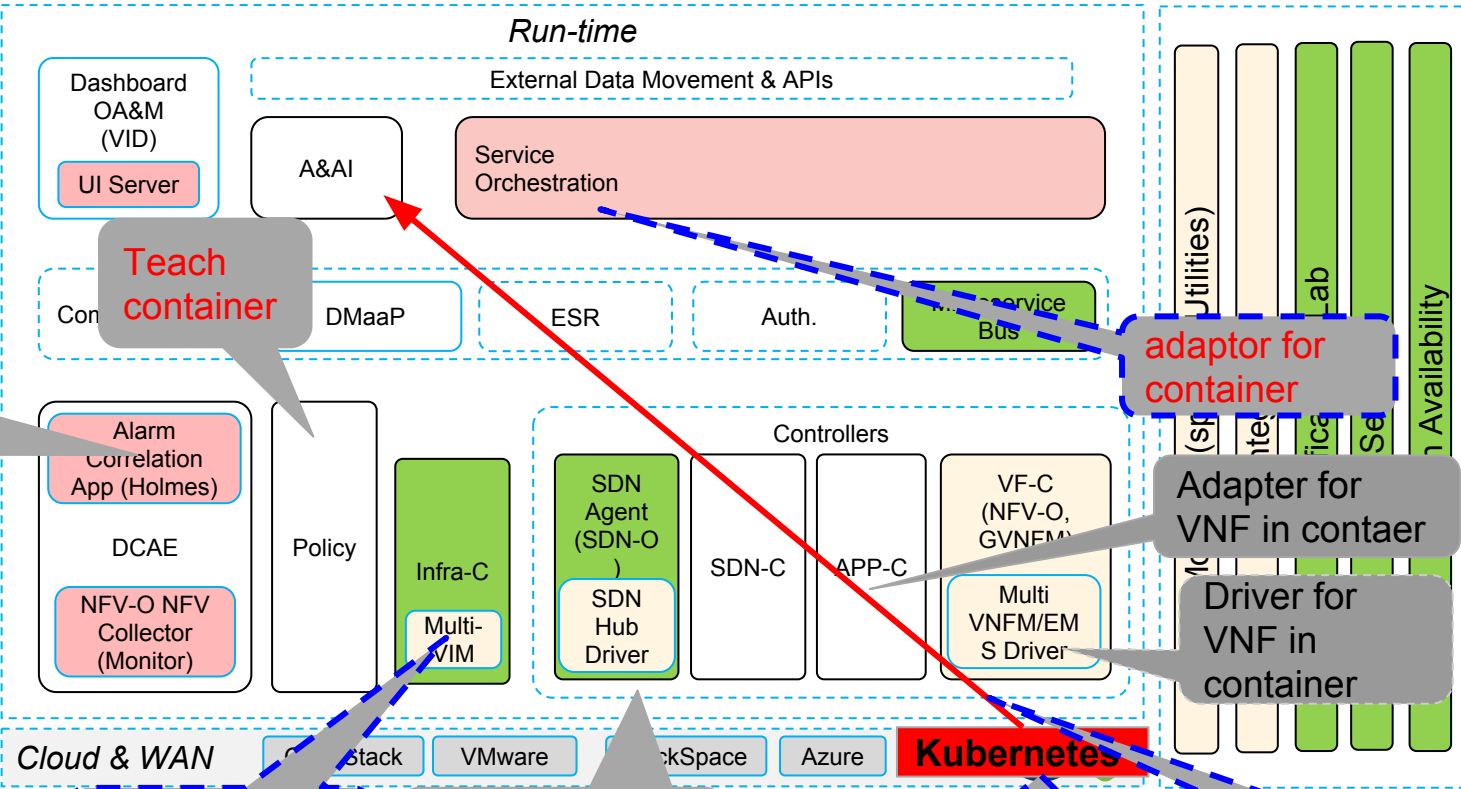 Run-time
Dashboard
OA&M
(VID)
UI Server
External Data Movement & APIs
A&AI
Service
Orchestration
Teach
container
DMaaP
ESR
Auth.
Bus
adaptor for
container
Alarm
Correlation
App (Holmes)
DCAE
NFV-O NFV
Collector
(Monitor)
Policy
Infra-C
Multi-
VIM
Controllers
SDN
Agent
(SDN-O
)
SDN
Hub
Driver
SDN-C
APP-C
VF-C
(NFV-O,
GVNFM)
Multi
VNFM/EM
S Driver
Adapter for
VNF in contaer
Driver for
VNF in
container
Utilities)
Lab
Availability
Cloud & WAN
VMware
Azure
Kubernetes